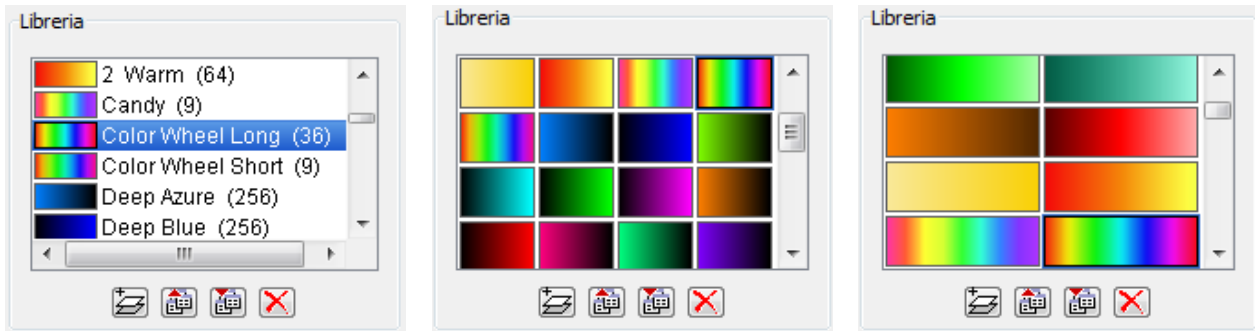 Libreria
2 Warm (64)
Candy (9)
Color Wheel Long (36)
Color Wheel Short (9)
Deep Azure (256)
Deep Blue (256)
Libreria
Libreria